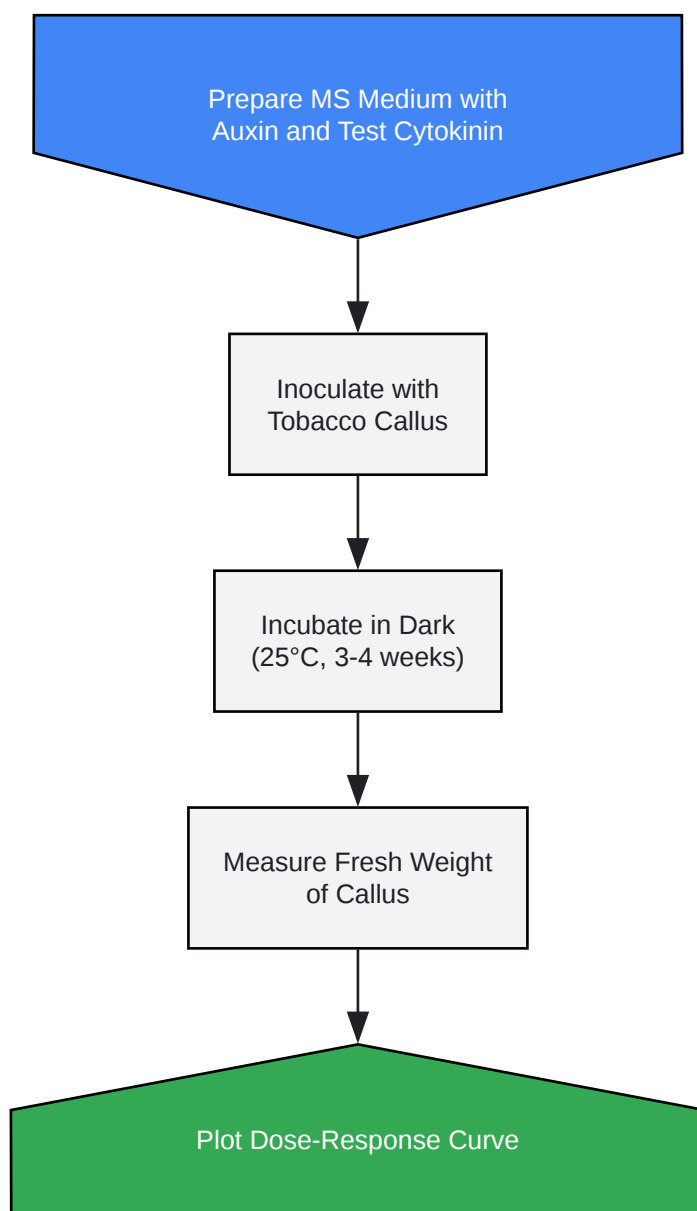 Prepare MS Medium with
Auxin and Test Cytokinin
Inoculate with
Tobacco Callus
Incubate in Dark
(25°C, 3-4 weeks)
Measure Fresh Weight
of Callus
Plot Dose-Response Curve